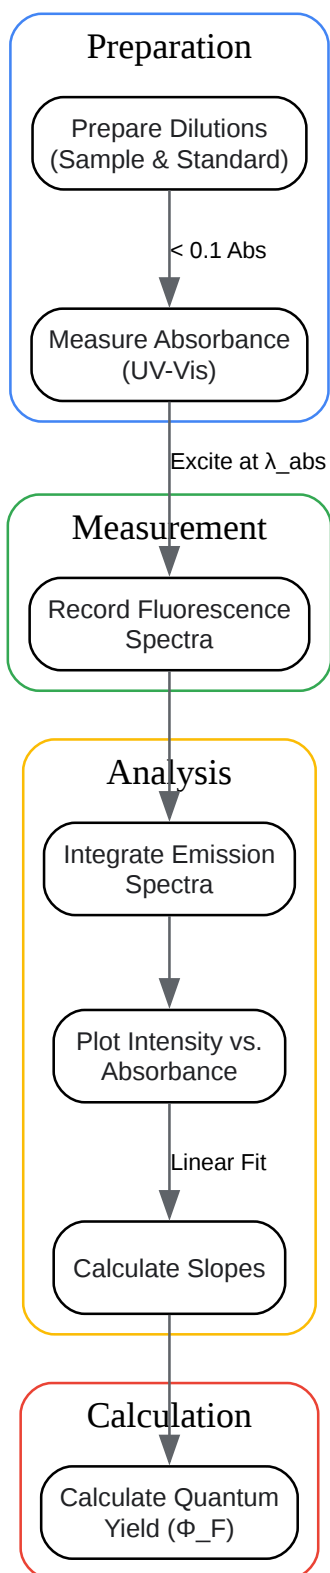 Preparation
Prepare Dilutions
(Sample & Standard)
< 0.1 Abs
Measure Absorbance
(UV-Vis)
Excite at λ_abs
Measurement
Record Fluorescence
Spectra
Analysis
Integrate Emission
Spectra
Plot Intensity vs.
Absorbance
Linear Fit
Calculate Slopes
Calculation
Calculate Quantum
Yield (Φ_F)